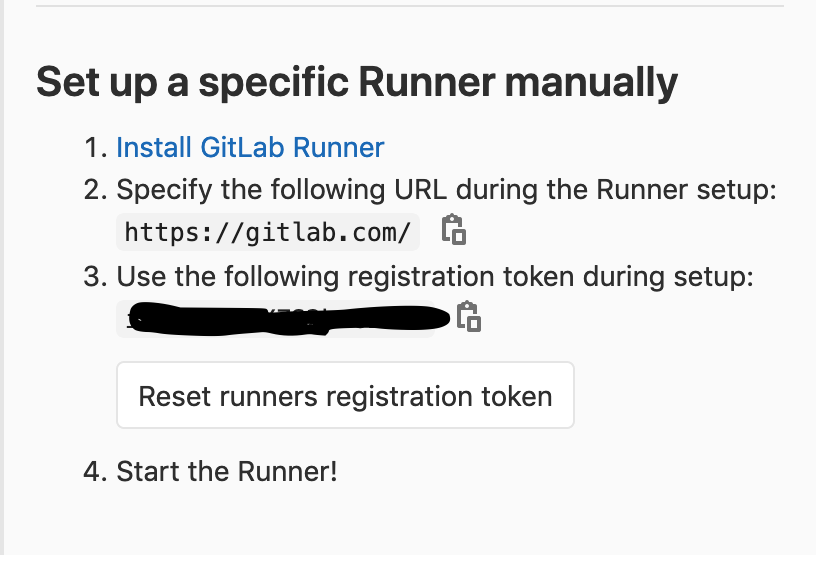 Set up a specific Runner manually
1. Install GitLab Runner
2. Specify the following URL during the Runner setup:
https://gitlab.com/
3. Use the following registration token during setup:
Reset runners registration token
4. Start the Runner!